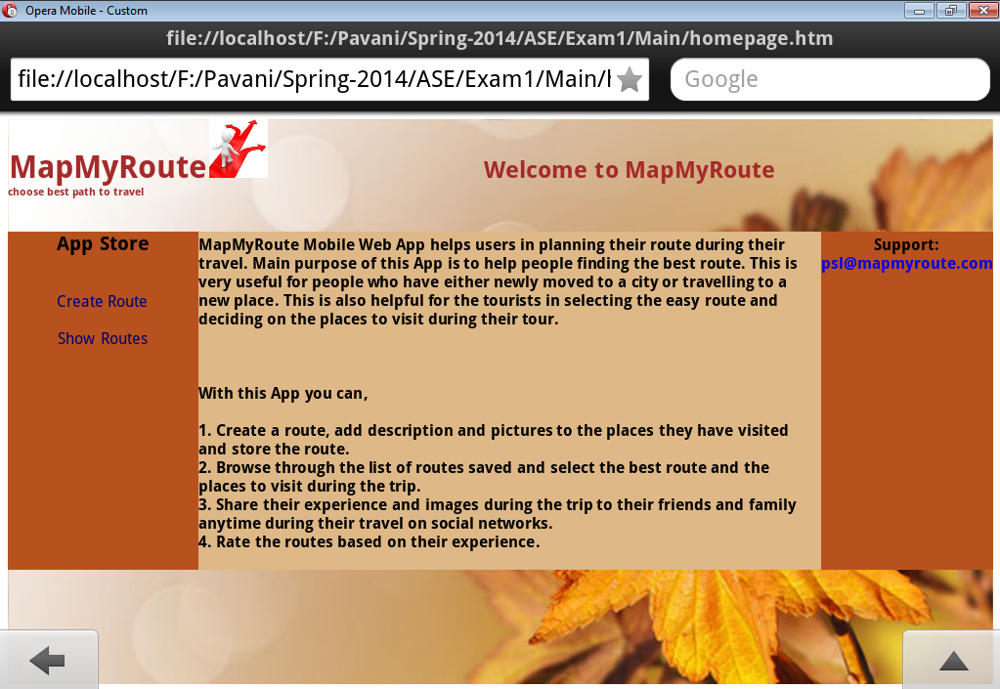 Opera Mobile - Custom
file://localhost/F:/Pavani/Spring-2014/ASE/Exam1/Main/homepage.htm
file://localhost/F:/Pavani/Spring-2014/ASE/Exam1/Main/h
Google
MapMyRoute
choose best path to travel
Welcome to MapMyRoute
App Store
Create Route
Show Routes
MapMyRoute Mobile Web App helps users in planning their route during their
travel. Main purpose of this App is to help people finding the best route. This is
very useful for people who have either newly moved to a city or travelling to a
new place. This is also helpful for the tourists in selecting the easy route and
deciding on the places to visit during their tour.
With this App you can,
1. Create a route, add description and pictures to the places they have visited
and store the route.
2. Browse through the list of routes saved and select the best route and the
places to visit during the trip.
3. Share their experience and images during the trip to their friends and family
anytime during their travel on social networks.
4. Rate the routes based on their experience.
Support:
psl@mapmyroute.com